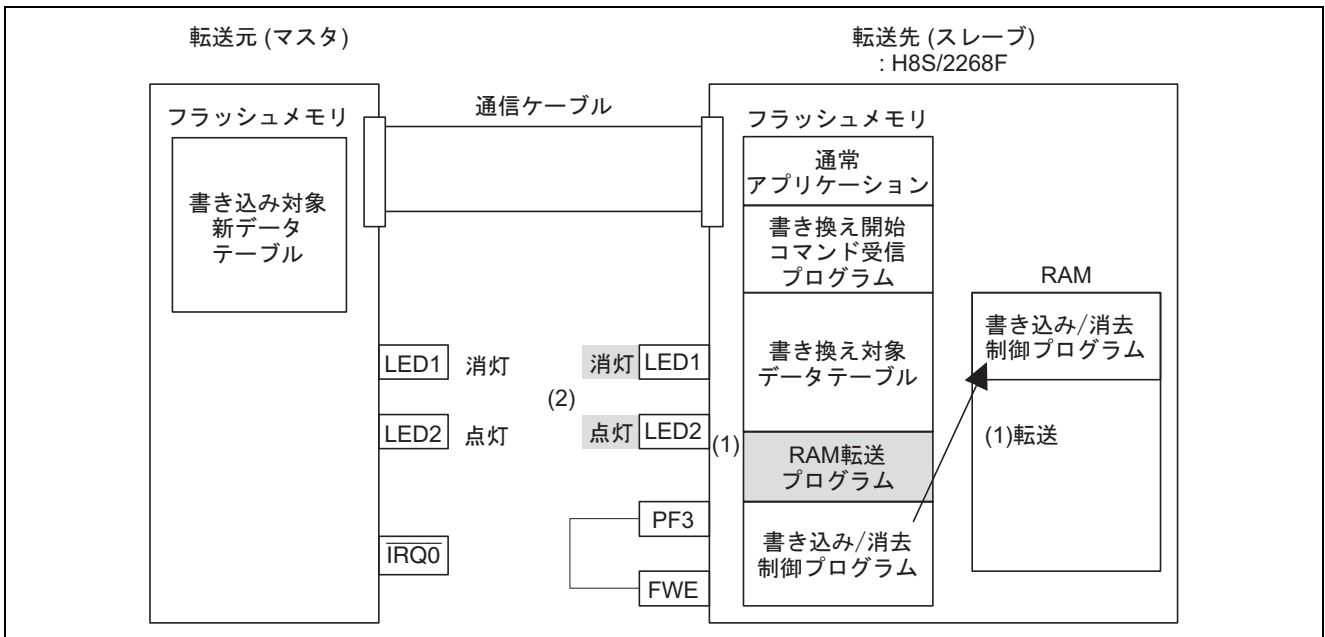 転送元 (マスタ)
転送先 (スレーブ)
: H8S/2268F
フラッシュメモリ
通信ケーブル
フラッシュメモリ
書き込み対象
新データ
テーブル
通常
アプリケーション
書き換え開始
コマンド受信
プログラム
RAM
書き込み/消去
制御プログラム
書き換え対象
データテーブル
LED1 消灯
消灯 LED1
(2)
LED2 点灯
点灯 LED2
(1)
RAM転送
プログラム
(1)転送
PF3
IRQ0
FWE
書き込み/消去
制御プログラム